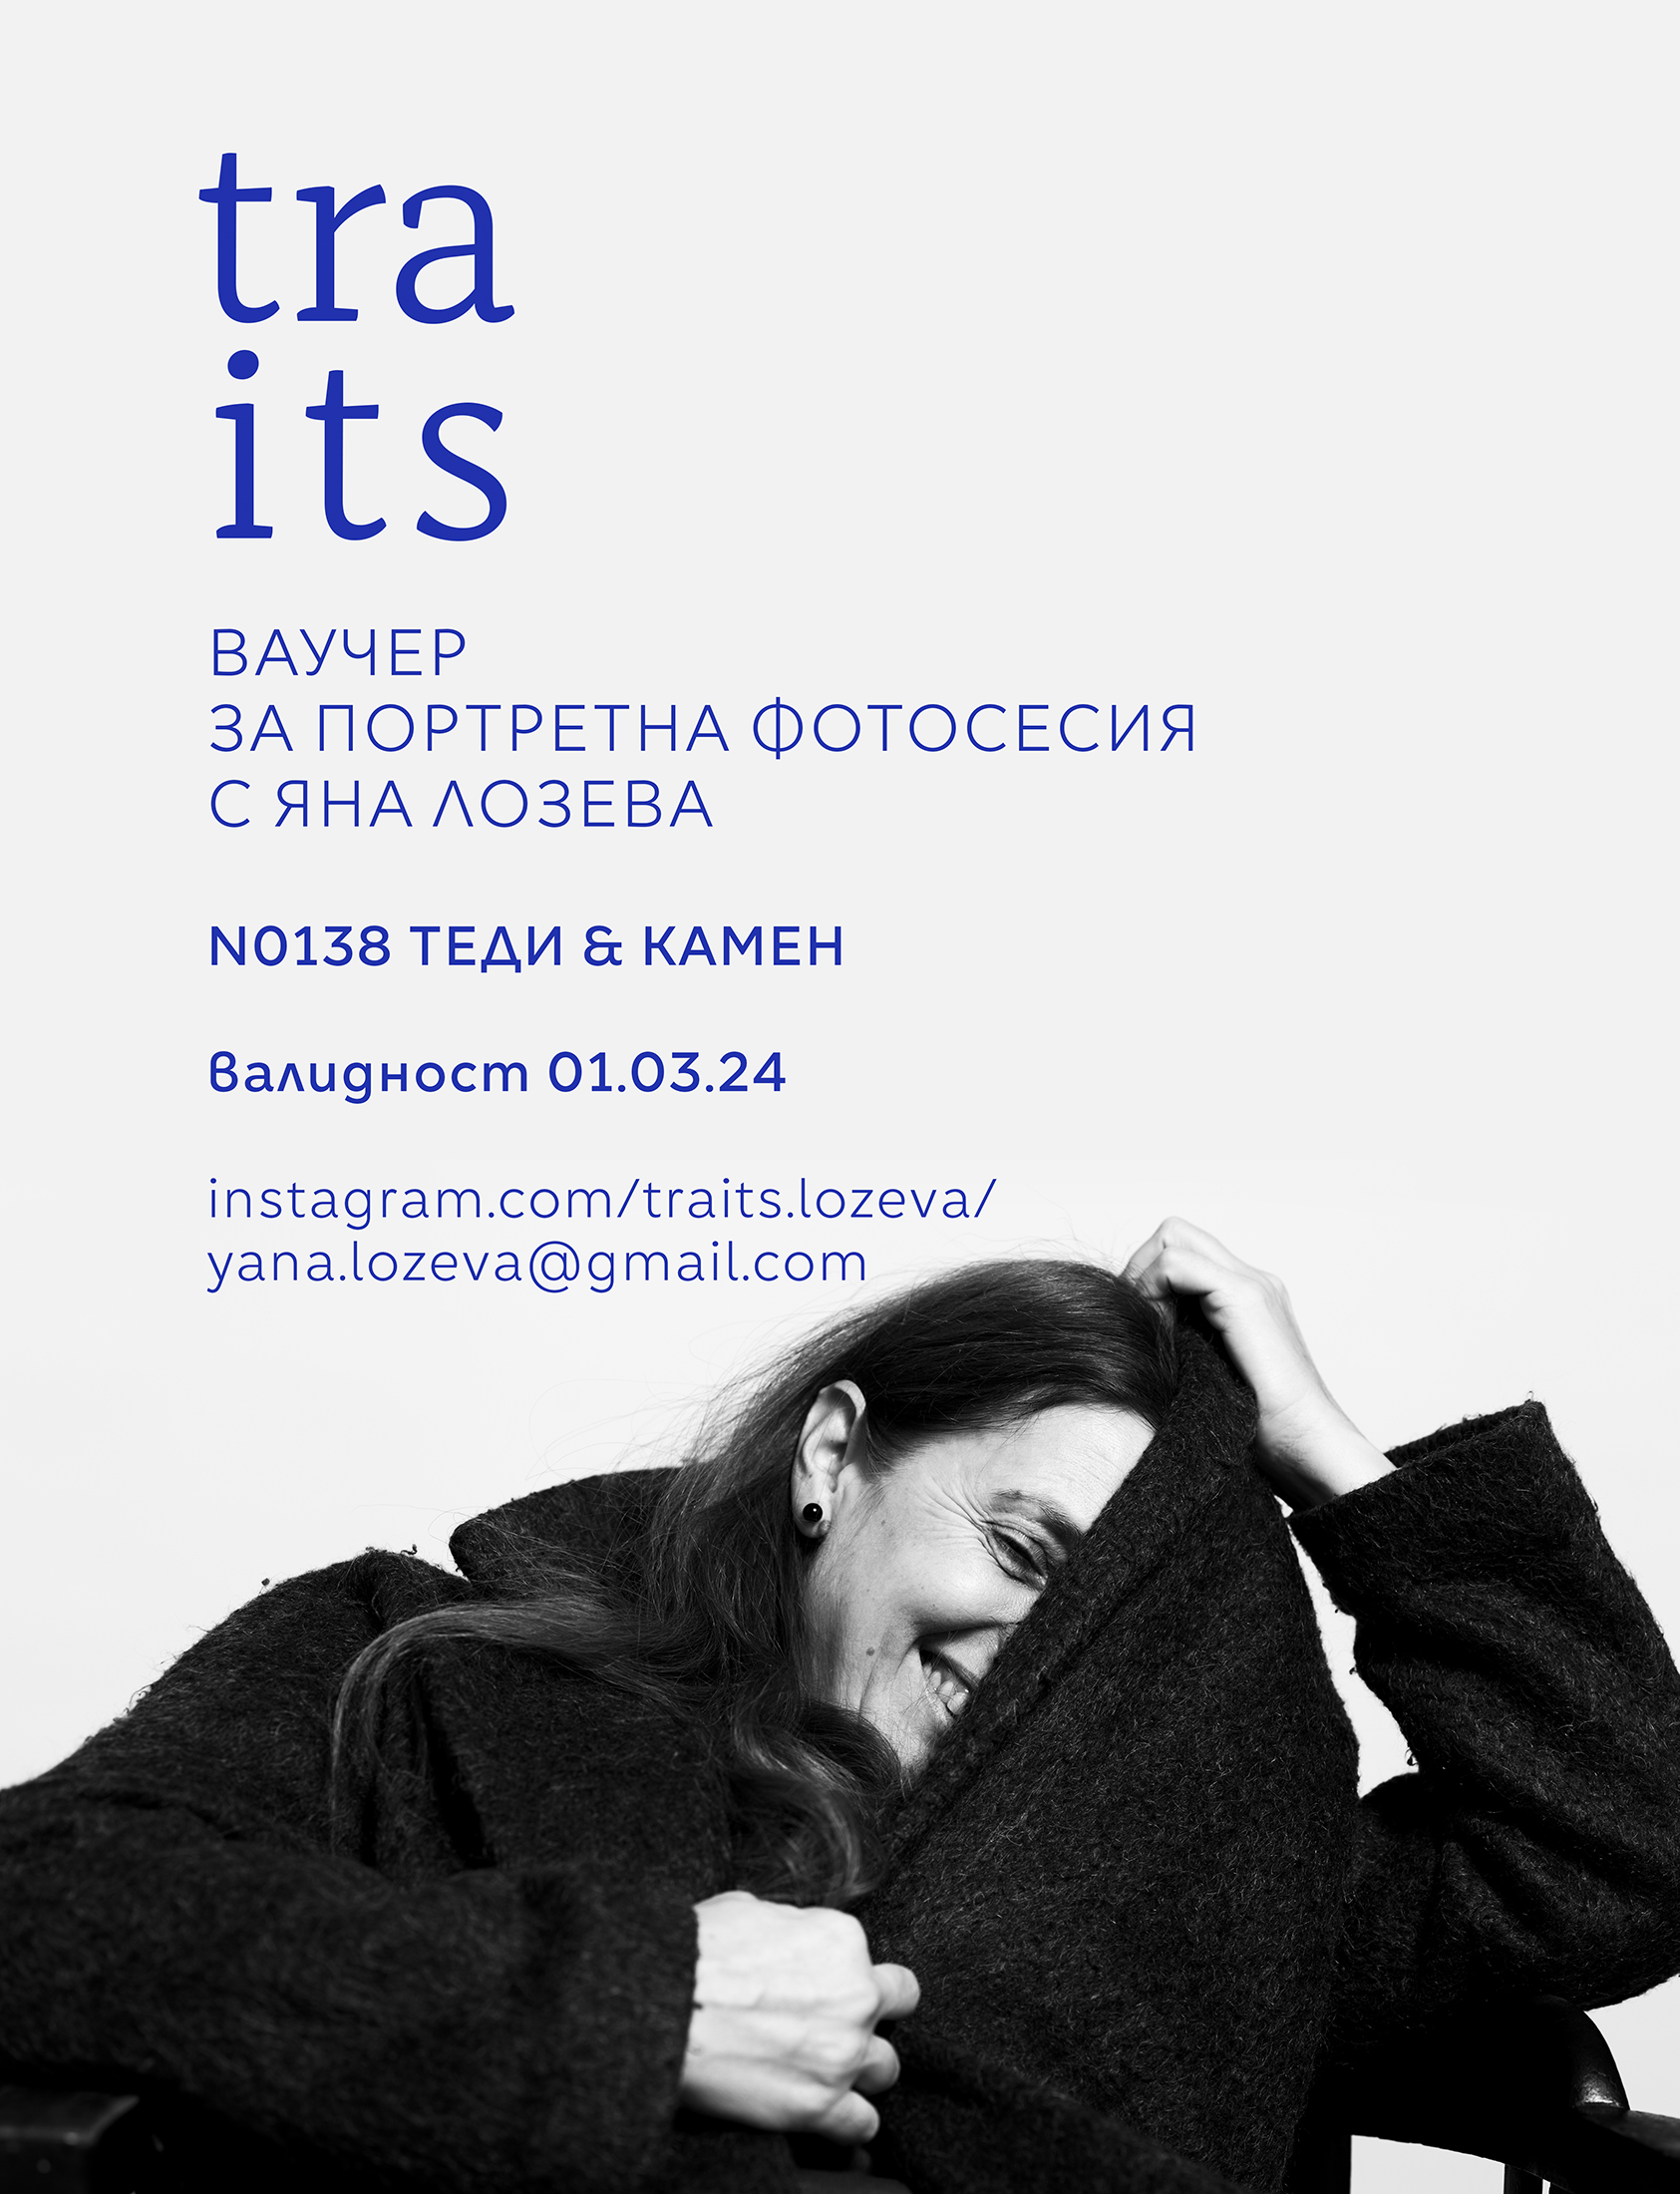 tra
its
ВАУЧЕР
ЗА ПОРТРЕТНА ФОТОСЕСИЯ
С ЯНА ЛОЗЕВА
N0138 ТЕДИ & КАМЕН
валидност 01.03.24
instagram.com/traits.lozeva/
yana.lozeva@gmail.com